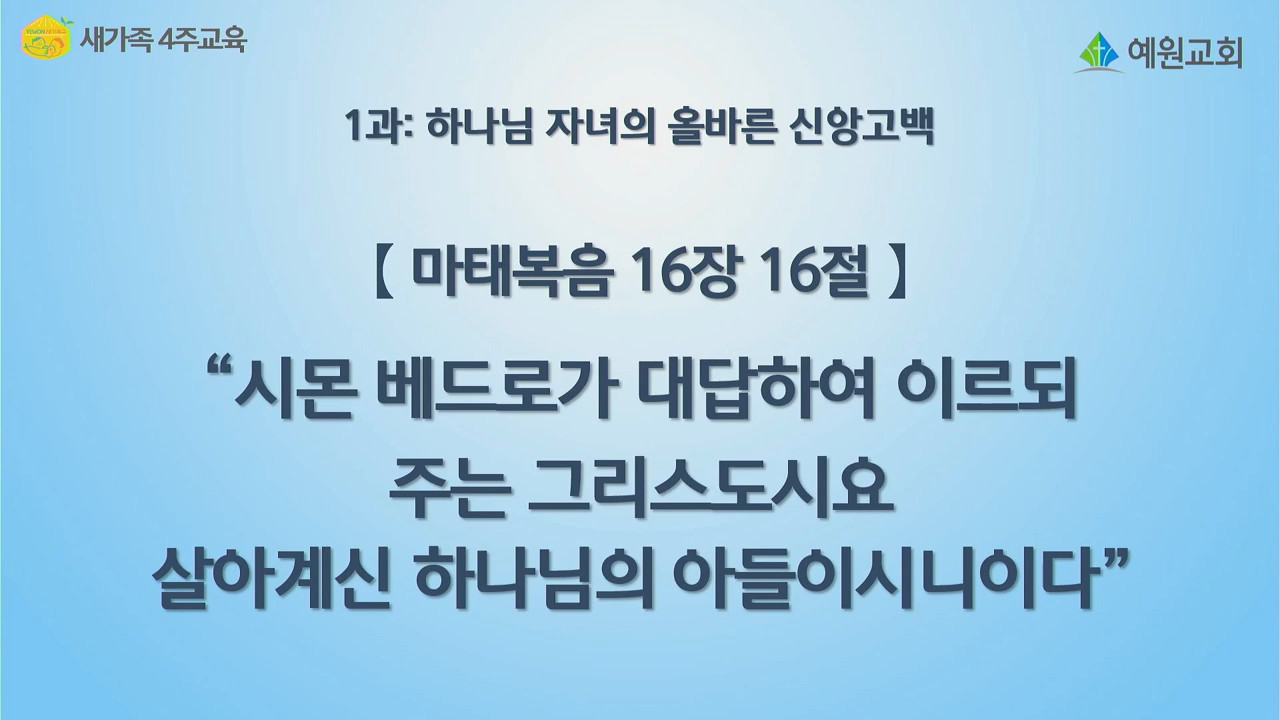 새가족 4주교육
예원교회
1과: 하나님 자녀의 올바른 신앙고백
【 마태복음 16장 16절 】
“시몬 베드로가 대답하여 이르되
주는 그리스도시요
살아계신 하나님의 아들이시니이다”